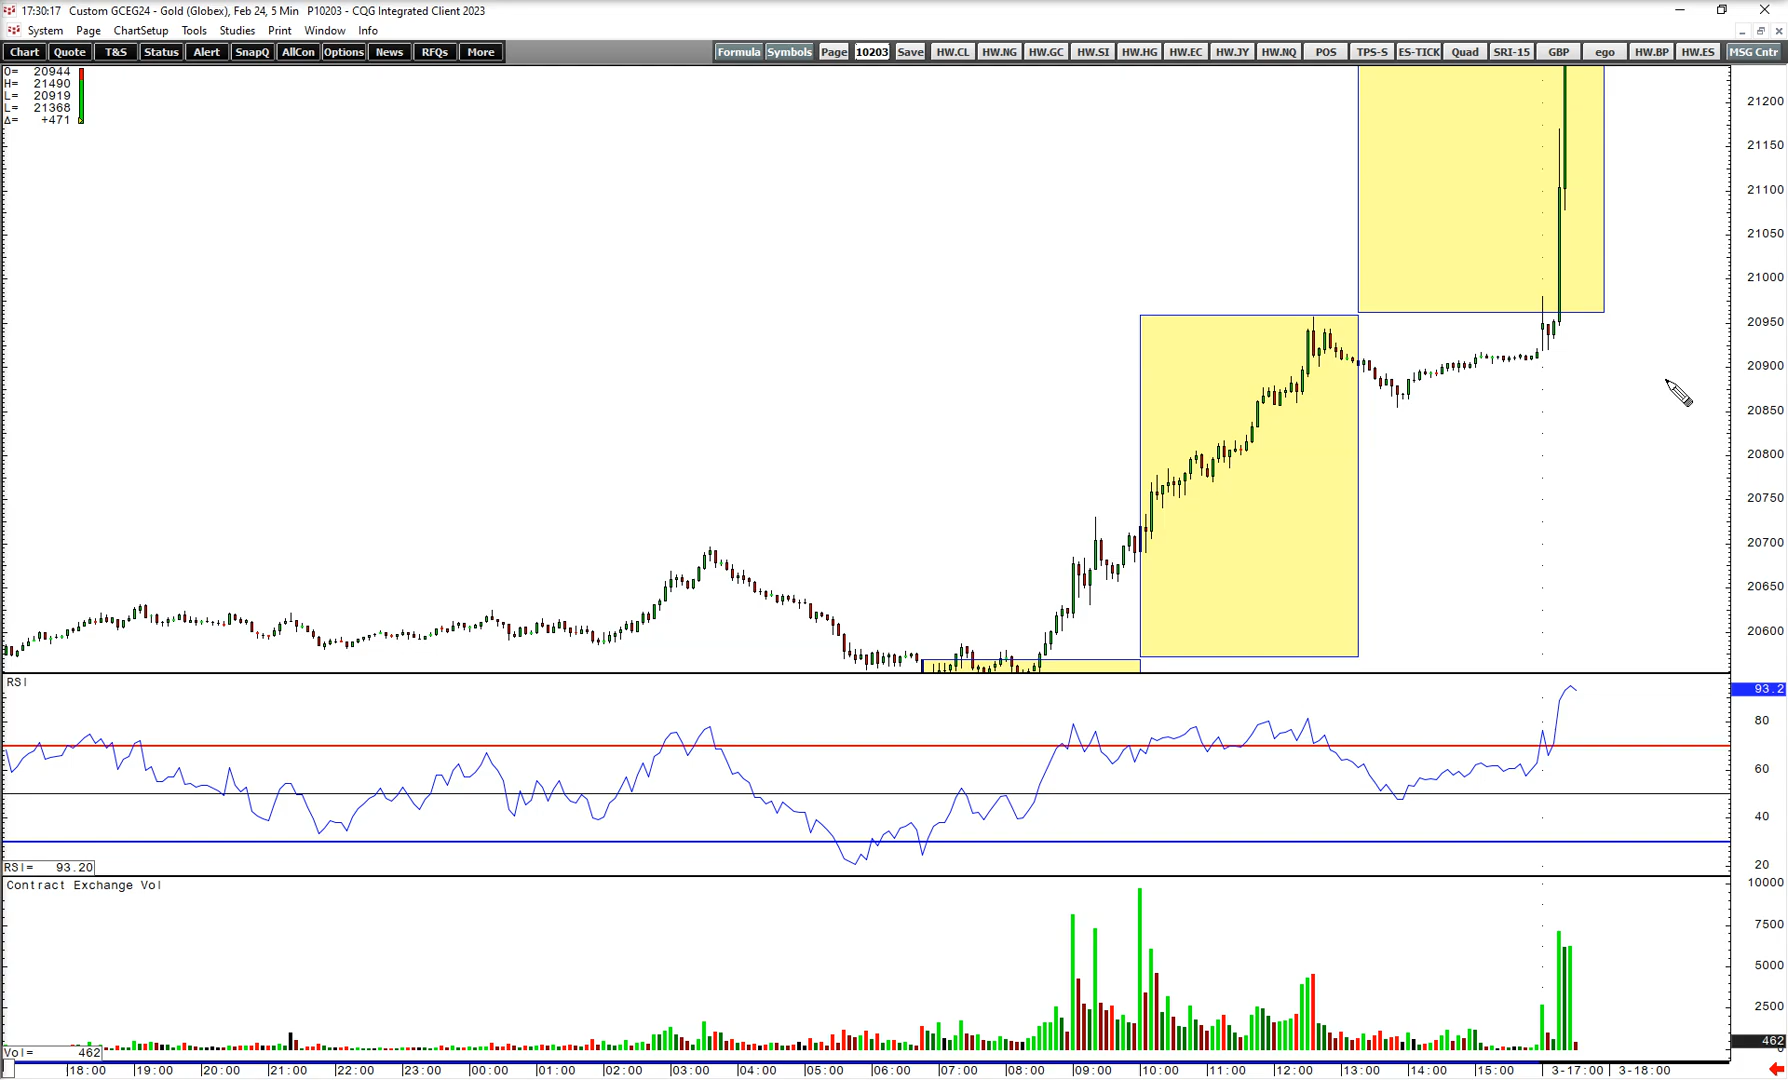 17:30:17 Custom GCEG24 - Gold (Globex), Feb 24, 5 Min P10203 - CQG Integrated Client 2023
System Page ChartSetup Tools Studies Print Window Info
Chart Quote T&S Status Alert SnapQ AllCon Options News RFQs More Formula Symbols Page 10203 Save HW.CL HW.NG HW.GC HW.SI HW.HG HW.EC HW.JY HW.NQ POS TPS-S ES-TICK Quad SRI-15 GBP ego HW.BP HW.ES MSG Cntr
O= 20944
H= 21490
L= 20919
L= 21368
Δ= +471
21200
21150
21100
21050
21000
20950
20900
20850
20800
20750
20700
20650
20600
RSI
93.2
80
60
40
20
RSI= 93.20
Contract Exchange Vol
10000
7500
5000
2500
462
Vol= 462
18:00 19:00 20:00 21:00 22:00 23:00 00:00 01:00 02:00 03:00 04:00 05:00 06:00 07:00 08:00 09:00 10:00 11:00 12:00 13:00 14:00 15:00 3-17:00 3-18:00